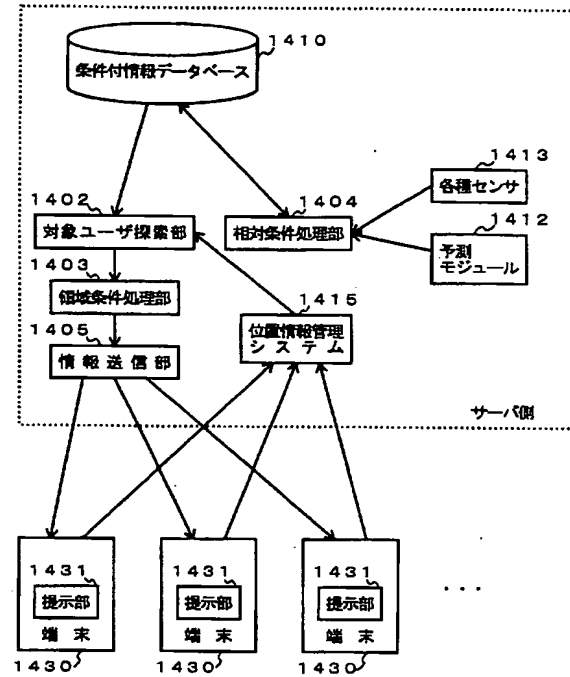 1410
条件付情報データベース
1413
各種センサ
1402
対象ユーザ探索部
1404
相対条件処理部
1412
予測
モジュール
1403
領域条件処理部
1415
位置情報管理
システム
1405
情報送信部
サーバ側
1431
提示部
端末
1430
1431
提示部
端末
1430
1431
提示部
端末
1430
...